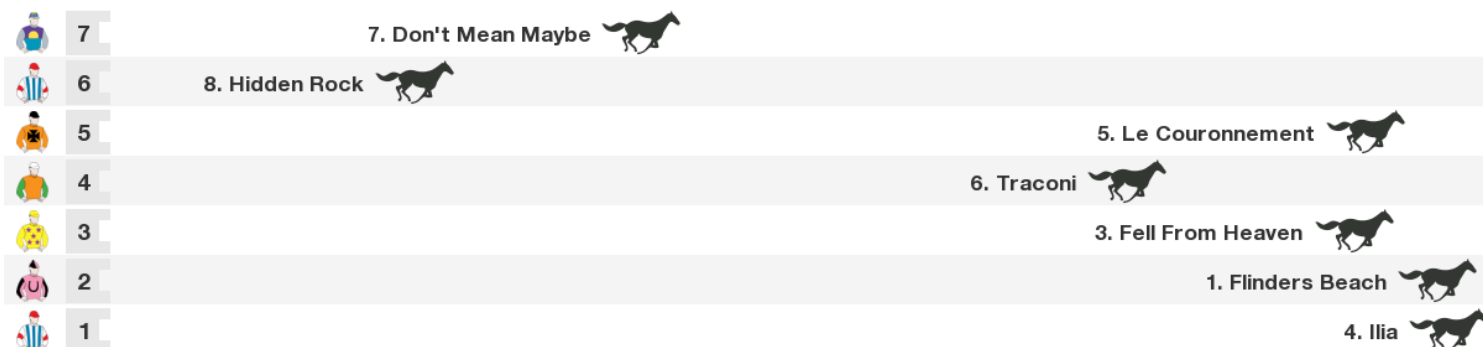 7 7. Don't Mean Maybe
6 8. Hidden Rock
5 5. Le Couronnement
4 6. Traconi
3 3. Fell From Heaven
2 1. Flinders Beach
1 4. Ilia